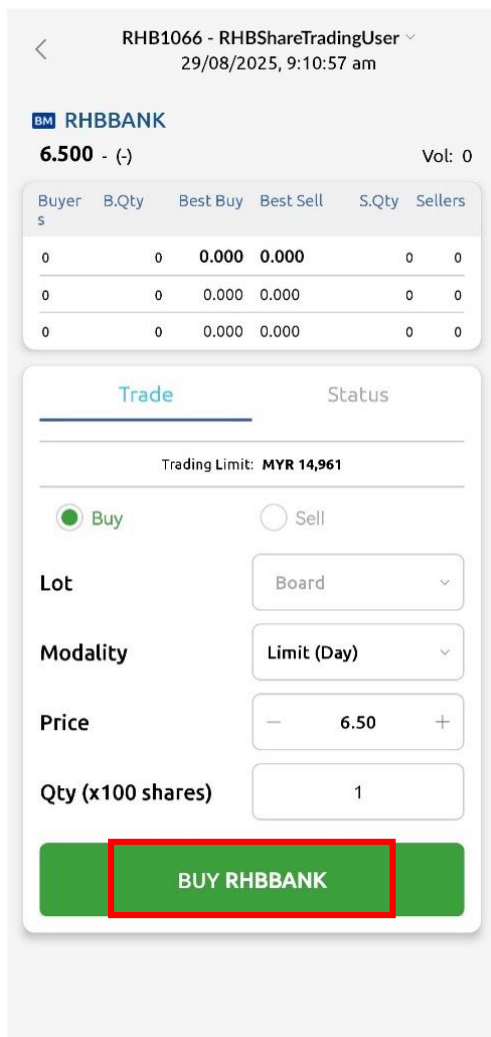 RHB1066 - RHBShareTradingUser
29/08/2025, 9:10:57 am
BM RHBBANK
6.500 - (-) Vol: 0
Buyers B.Qty Best Buy Best Sell S.Qty Sellers
0 0 0.000 0.000 0 0
0 0 0.000 0.000 0 0
0 0 0.000 0.000 0 0
Trade Status
Trading Limit: MYR 14,961
Buy Sell
Lot Board
Modality Limit (Day)
Price − 6.50 +
Qty (x100 shares) 1
BUY RHBBANK